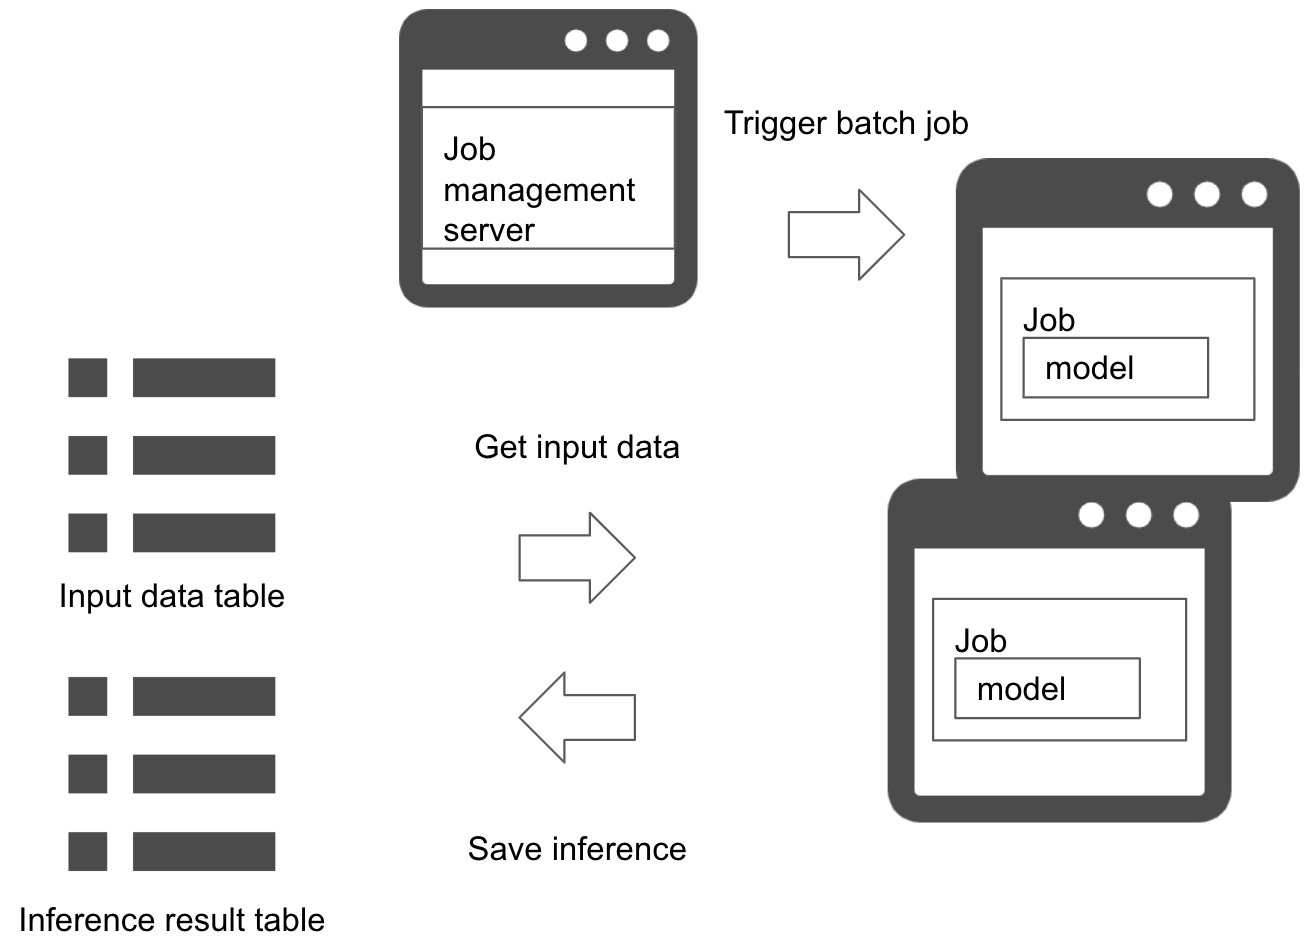 Job
management
server
Trigger batch job
Job
model
Get input data
Input data table
Job
model
Save inference
Inference result table